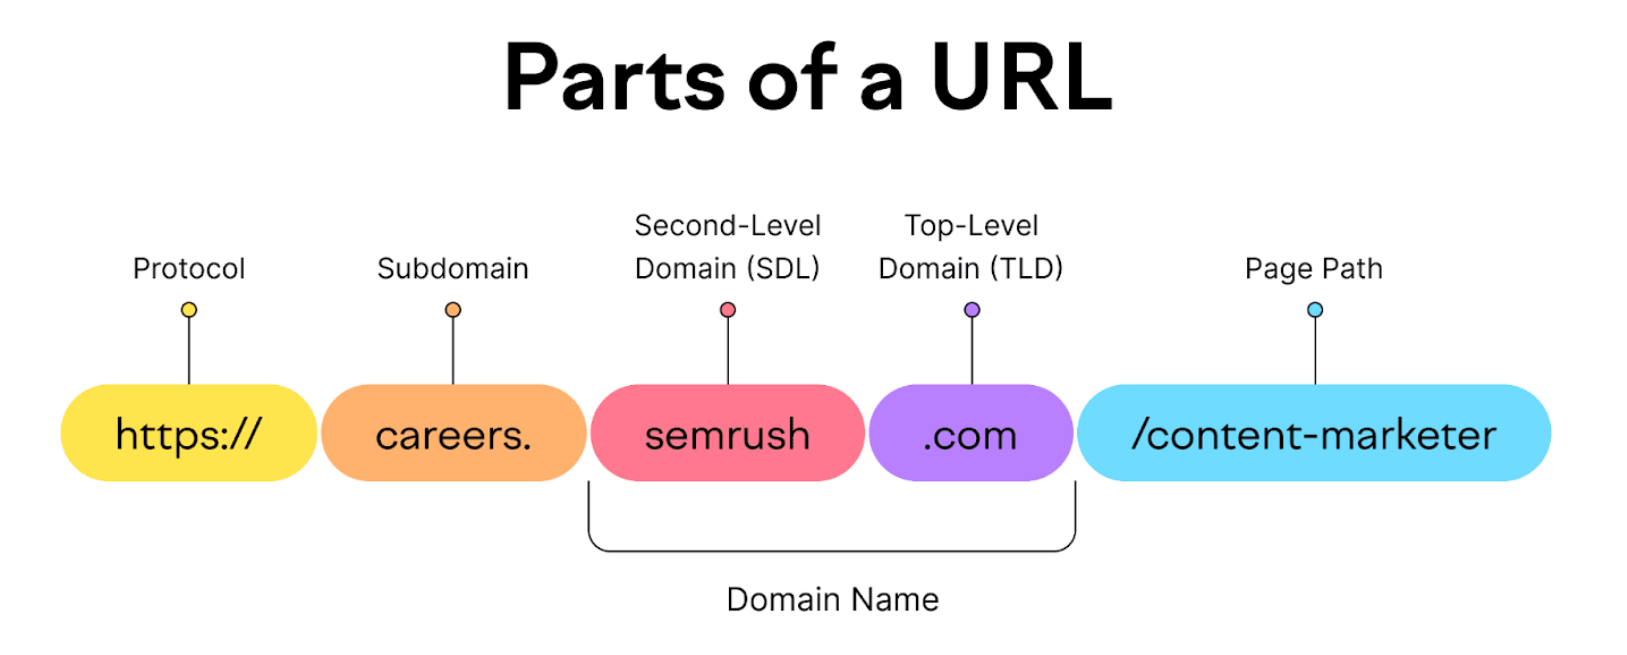 Parts of a URL
Second-Level
Domain (SDL)
Top-Level
Domain (TLD)
Protocol
Subdomain
Page Path
https://
careers.
semrush
.com
/content-marketer
Domain Name